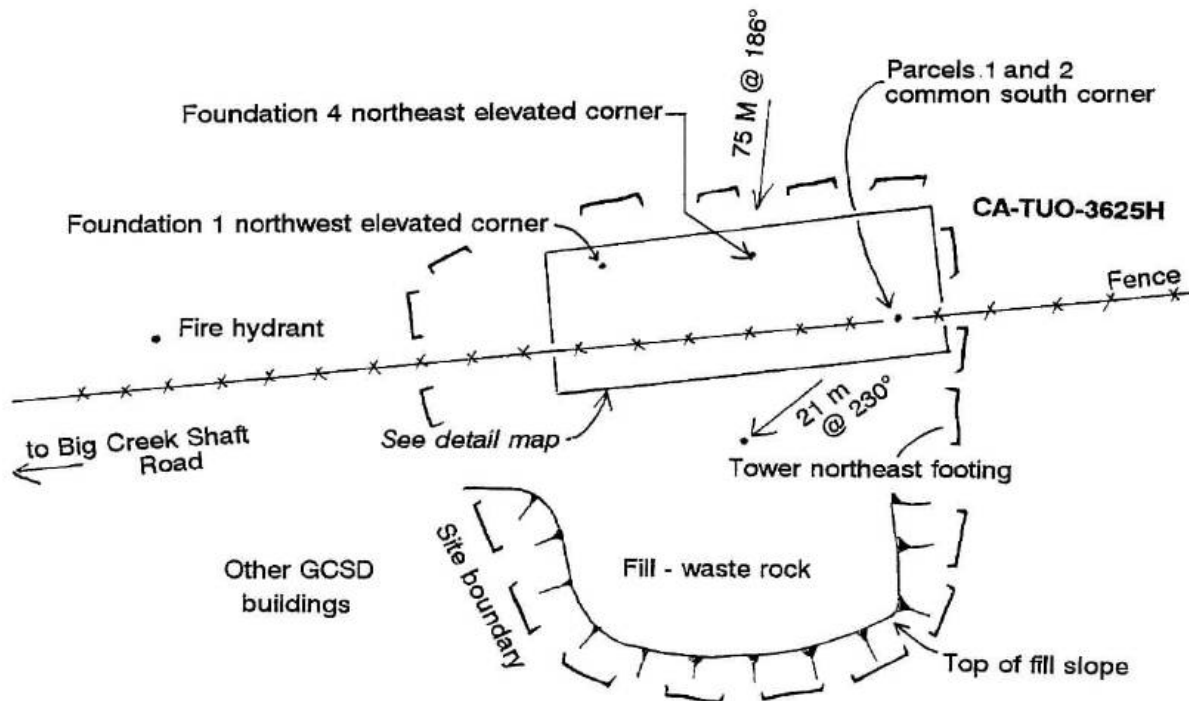 75 M @ 186°
Parcels 1 and 2
common south corner
Foundation 4 northeast elevated corner
CA-TUO-3625H
Foundation 1 northwest elevated corner
Fence
Fire hydrant
21 m
@ 230°
See detail map
to Big Creek Shaft
Road
Tower northeast footing
Site boundary
Other GCSD
buildings
Fill - waste rock
Top of fill slope